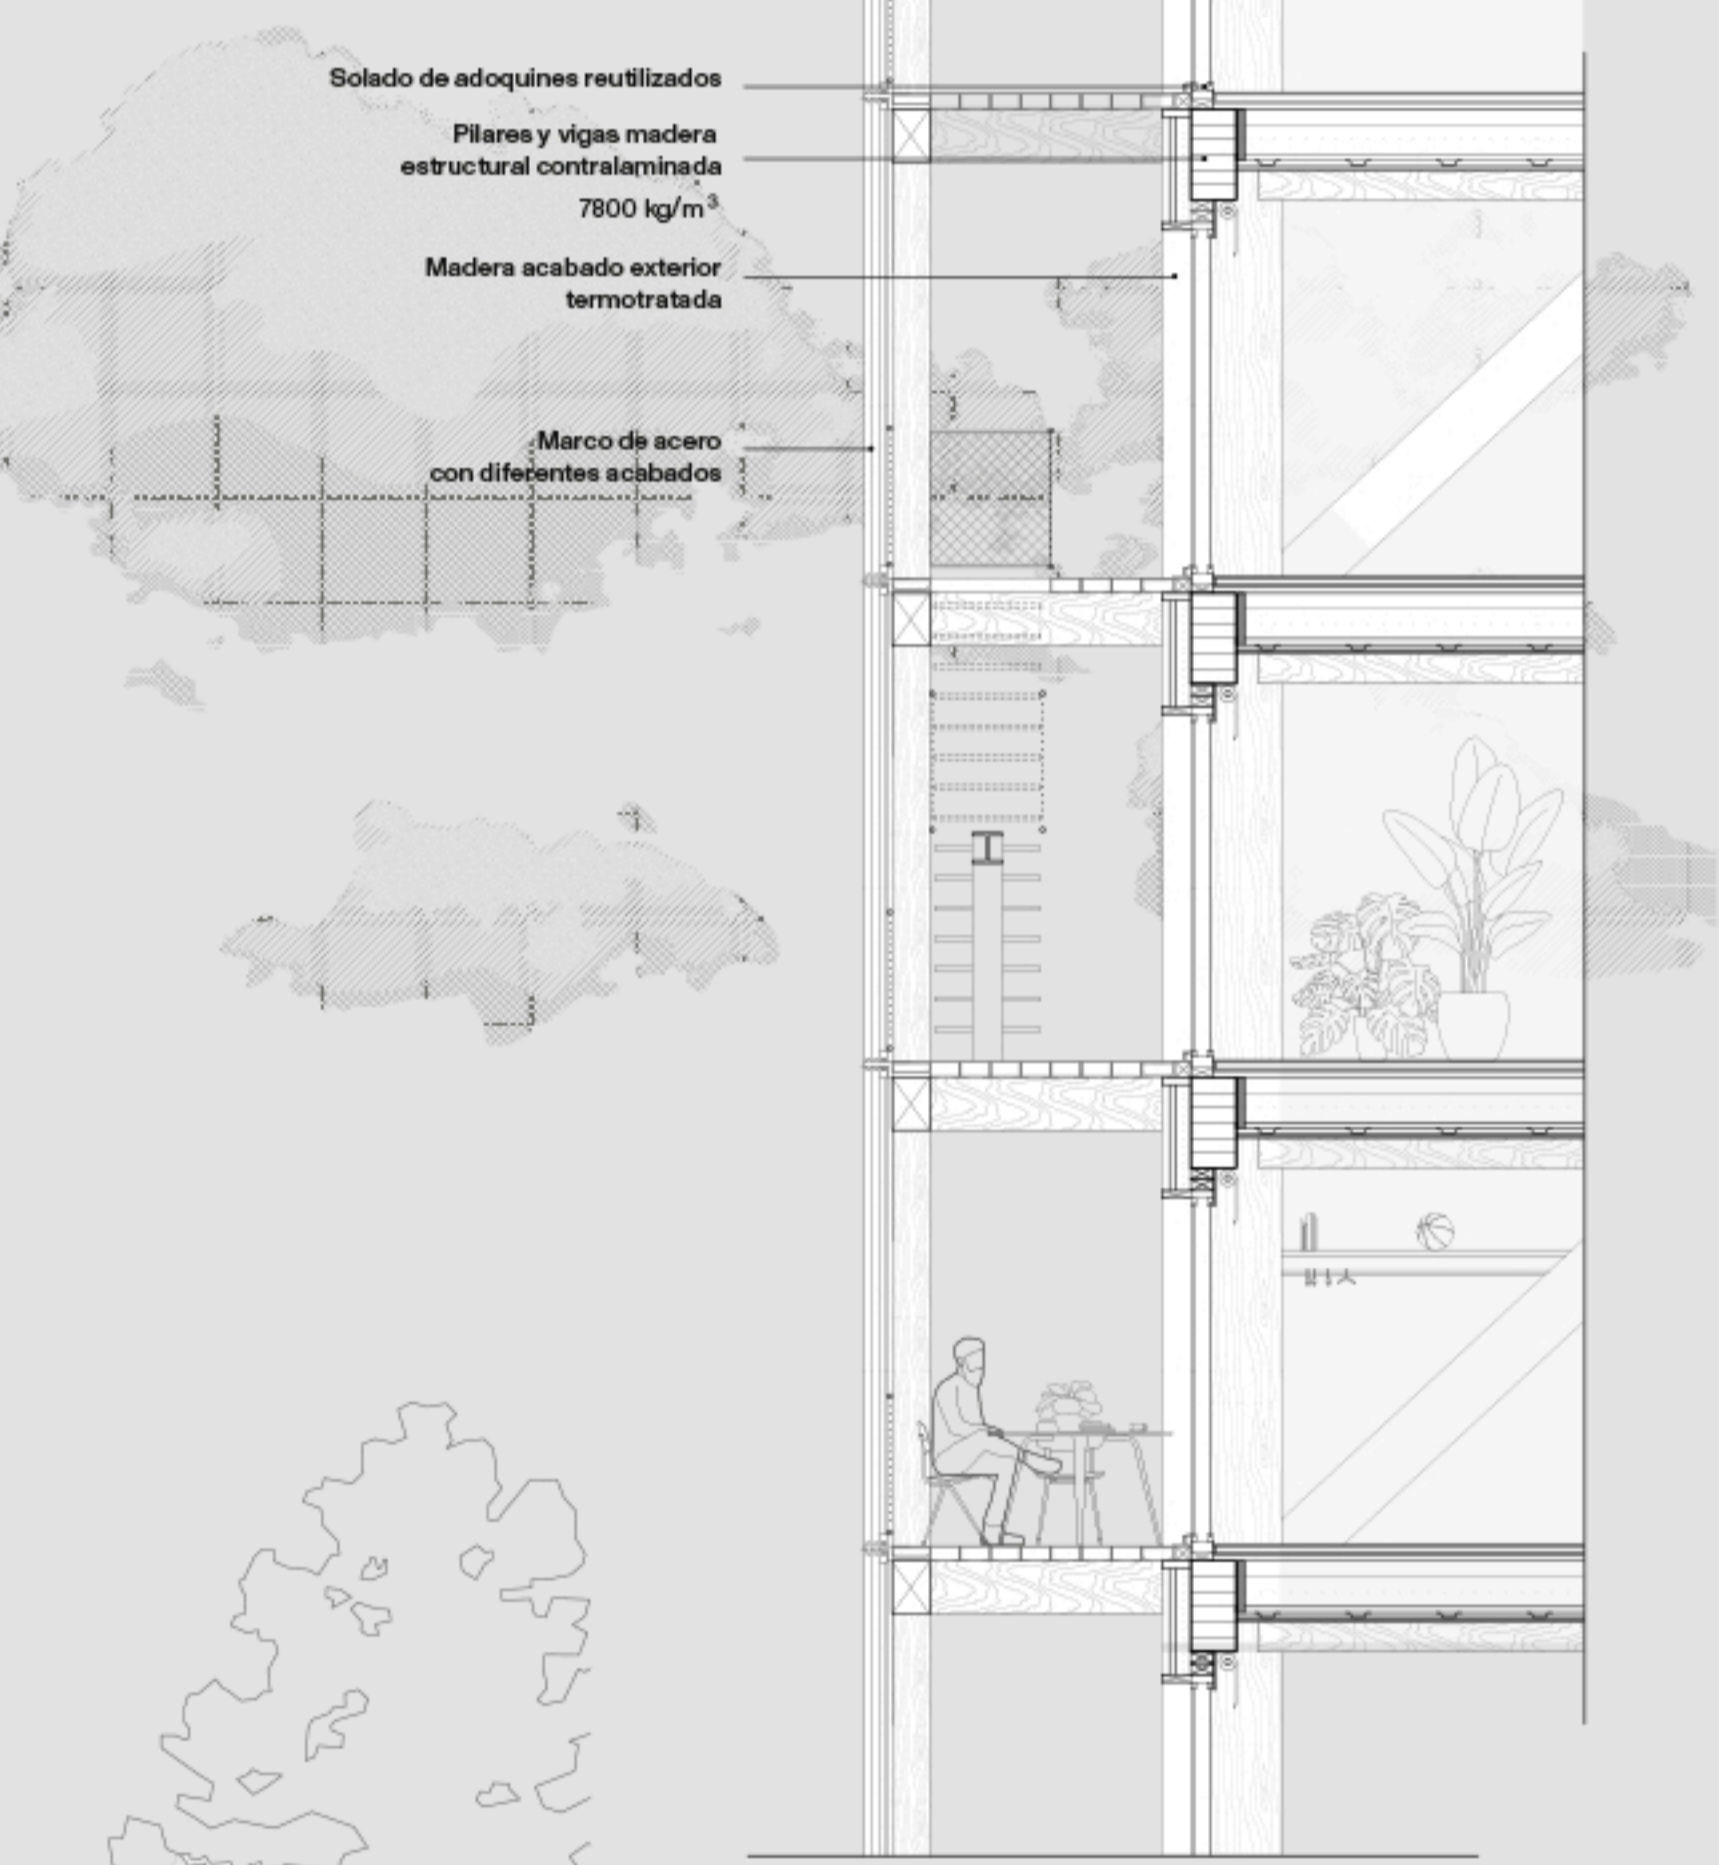 Solado de adoquines reutilizados
Pilares y vigas madera
estructural contralaminada
7800 kg/m³
Madera acabado exterior
termotratada
Marco de acero
con diferentes acabados